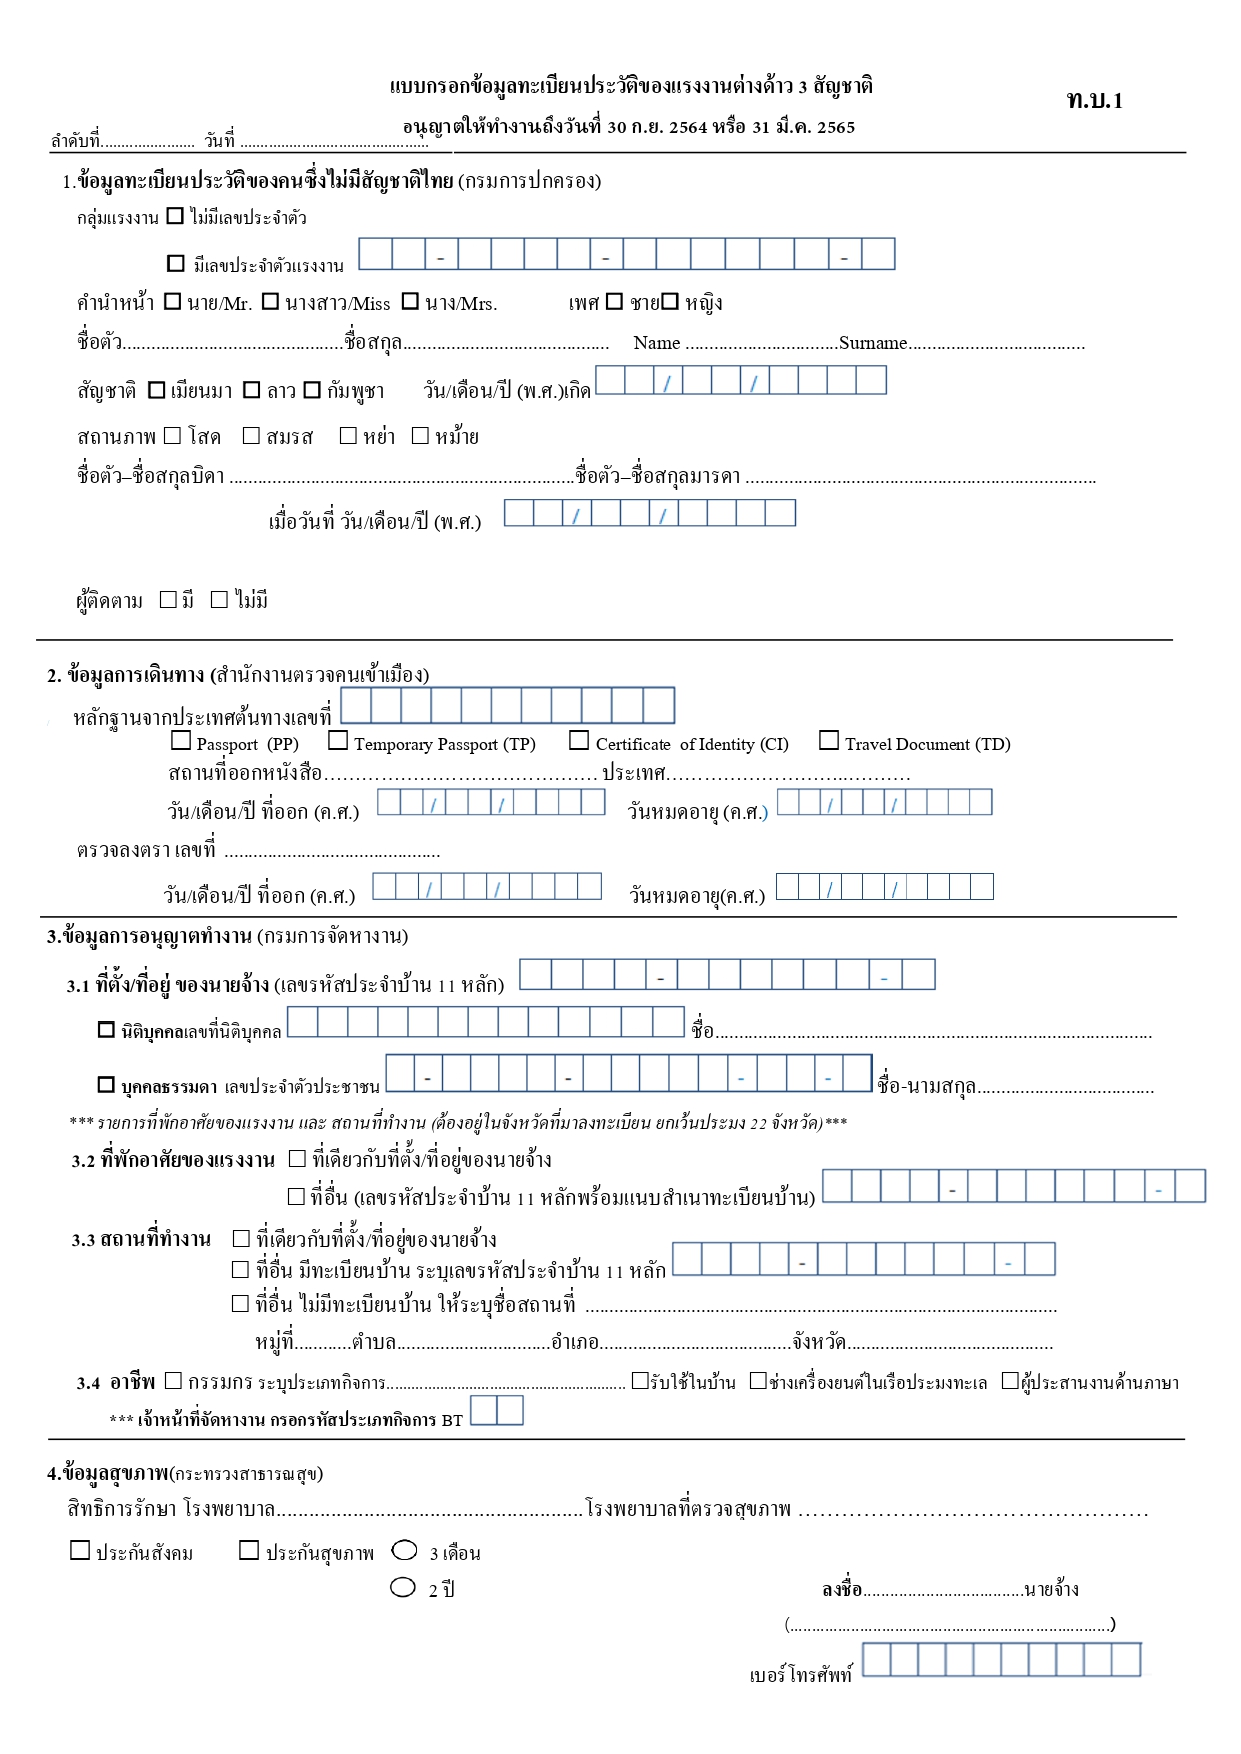 แบบกรอกข้อมูลทะเบียนประวัติของแรงงานต่างด้าว 3 สัญชาติ
ท.บ.1
อนุญาตให้ทำงานถึงวันที่ 30 ก.ย. 2564 หรือ 31 มี.ค. 2565
ลำดับที่....................... วันที่ .............................................
1.ข้อมูลทะเบียนประวัติของคนซึ่งไม่มีสัญชาติไทย (กรมการปกครอง)
กลุ่มแรงงาน ☐ ไม่มีเลขประจำตัว
☐ มีเลขประจำตัวแรงงาน - - -
คำนำหน้า ☐ นาย/Mr. ☐ นางสาว/Miss ☐ นาง/Mrs. เพศ ☐ ชาย☐ หญิง
ชื่อตัว..............................................ชื่อสกุล........................................... Name ................................Surname.....................................
สัญชาติ ☐ เมียนมา ☐ ลาว ☐ กัมพูชา วัน/เดือน/ปี (พ.ศ.)เกิด / /
สถานภาพ ☐ โสด ☐ สมรส ☐ หย่า ☐ หม้าย
ชื่อตัว–ชื่อสกุลบิดา ........................................................................ชื่อตัว–ชื่อสกุลมารดา .........................................................................
เมื่อวันที่ วัน/เดือน/ปี (พ.ศ.) / /
ผู้ติดตาม ☐ มี ☐ ไม่มี
2. ข้อมูลการเดินทาง (สำนักงานตรวจคนเข้าเมือง)
หลักฐานจากประเทศต้นทางเลขที่
☐ Passport (PP) ☐ Temporary Passport (TP) ☐ Certificate of Identity (CI) ☐ Travel Document (TD)
สถานที่ออกหนังสือ…………………………………… ประเทศ………………………..……….
วัน/เดือน/ปี ที่ออก (ค.ศ.) / / วันหมดอายุ (ค.ศ.) / /
ตรวจลงตรา เลขที่ .............................................
วัน/เดือน/ปี ที่ออก (ค.ศ.) / / วันหมดอายุ(ค.ศ.) / /
3.ข้อมูลการอนุญาตทำงาน (กรมการจัดหางาน)
3.1 ที่ตั้ง/ที่อยู่ ของนายจ้าง (เลขรหัสประจำบ้าน 11 หลัก) - -
☐ นิติบุคคลเลขที่นิติบุคคล ชื่อ...........................................................................................
☐ บุคคลธรรมดา เลขประจำตัวประชาชน - - - - ชื่อ-นามสกุล.....................................
*** รายการที่พักอาศัยของแรงงาน และ สถานที่ทำงาน (ต้องอยู่ในจังหวัดที่มาลงทะเบียน ยกเว้นประมง 22 จังหวัด)***
3.2 ที่พักอาศัยของแรงงาน ☐ ที่เดียวกับที่ตั้ง/ที่อยู่ของนายจ้าง
☐ ที่อื่น (เลขรหัสประจำบ้าน 11 หลักพร้อมแนบสำเนาทะเบียนบ้าน) - -
3.3 สถานที่ทำงาน ☐ ที่เดียวกับที่ตั้ง/ที่อยู่ของนายจ้าง
☐ ที่อื่น มีทะเบียนบ้าน ระบุเลขรหัสประจำบ้าน 11 หลัก - -
☐ ที่อื่น ไม่มีทะเบียนบ้าน ให้ระบุชื่อสถานที่ ..................................................................................................
หมู่ที่............ตำบล................................อำเภอ........................................จังหวัด...........................................
3.4 อาชีพ ☐ กรรมกร ระบุประเภทกิจการ.......................................................... ☐รับใช้ในบ้าน ☐ช่างเครื่องยนต์ในเรือประมงทะเล ☐ผู้ประสานงานด้านภาษา
*** เจ้าหน้าที่จัดหางาน กรอกรหัสประเภทกิจการ BT
4.ข้อมูลสุขภาพ(กระทรวงสาธารณสุข)
สิทธิการรักษา โรงพยาบาล.........................................................โรงพยาบาลที่ตรวจสุขภาพ …………………………………………
☐ ประกันสังคม ☐ ประกันสุขภาพ ○ 3 เดือน
○ 2 ปี
ลงชื่อ....................................นายจ้าง
(.......................................................................)
เบอร์โทรศัพท์